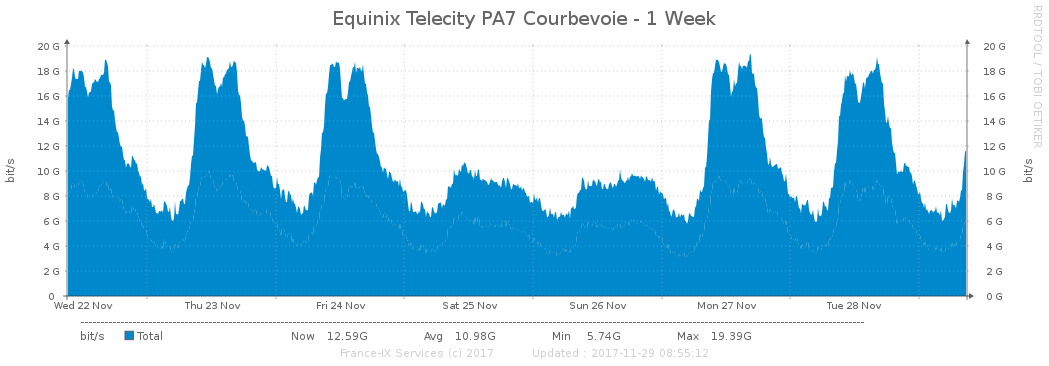 Equinix Telecity PA7 Courbevoie - 1 Week
RRDTOOL / TOBI OETIKER
bit/s
20 G 20 G
18 G 18 G
16 G 16 G
14 G 14 G
12 G 12 G
10 G 10 G
8 G 8 G
6 G 6 G
4 G 4 G
2 G 2 G
0 0 G
bit/s
Wed 22 Nov Thu 23 Nov Fri 24 Nov Sat 25 Nov Sun 26 Nov Mon 27 Nov Tue 28 Nov
bit/s Total Now 12.59G Avg 10.98G Min 5.74G Max 19.39G
France-IX Services (c) 2017 Updated : 2017-11-29 08:55:12